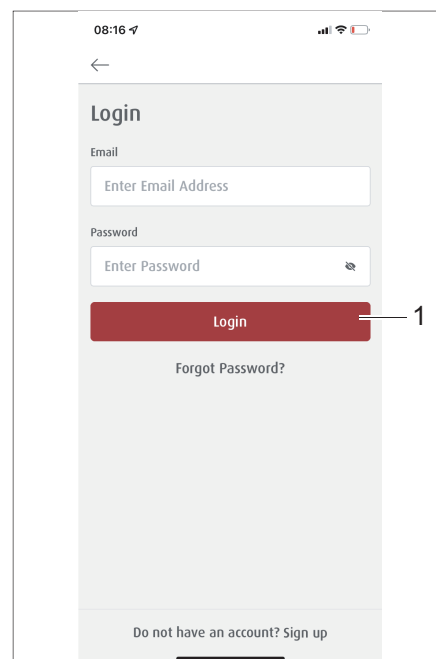 08:16
Login
Email
Enter Email Address
Password
Enter Password
Login
1
Forgot Password?
Do not have an account? Sign up